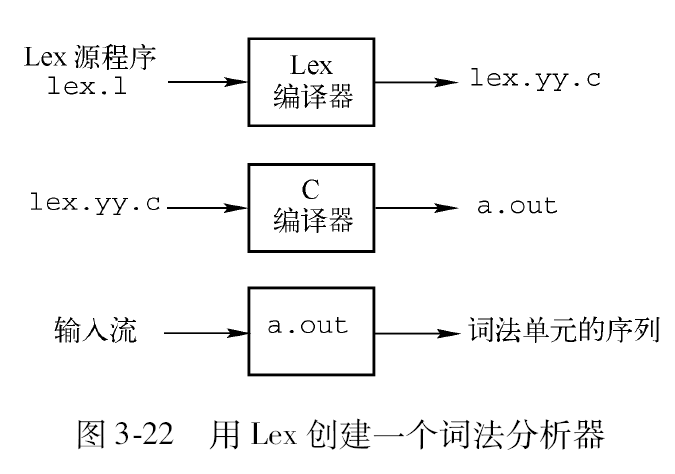 Lex 源程序
lex.l
Lex
编译器
lex.yy.c
lex.yy.c
C
编译器
a.out
输入流
a.out
词法单元的序列
图 3-22 用 Lex 创建一个词法分析器